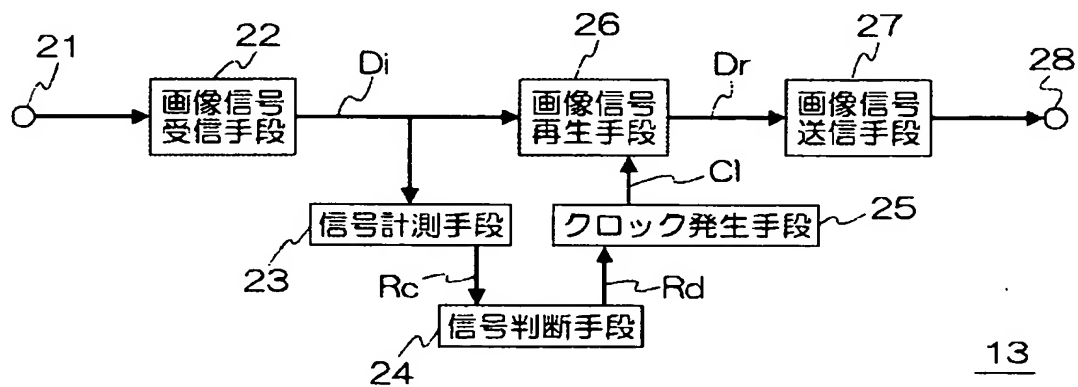 21
22
Di
26
Dr
27
28
画像信号
受信手段
画像信号
再生手段
画像信号
送信手段
Cl
信号計測手段
クロック発生手段
25
23
Rc
Rd
信号判断手段
24
13